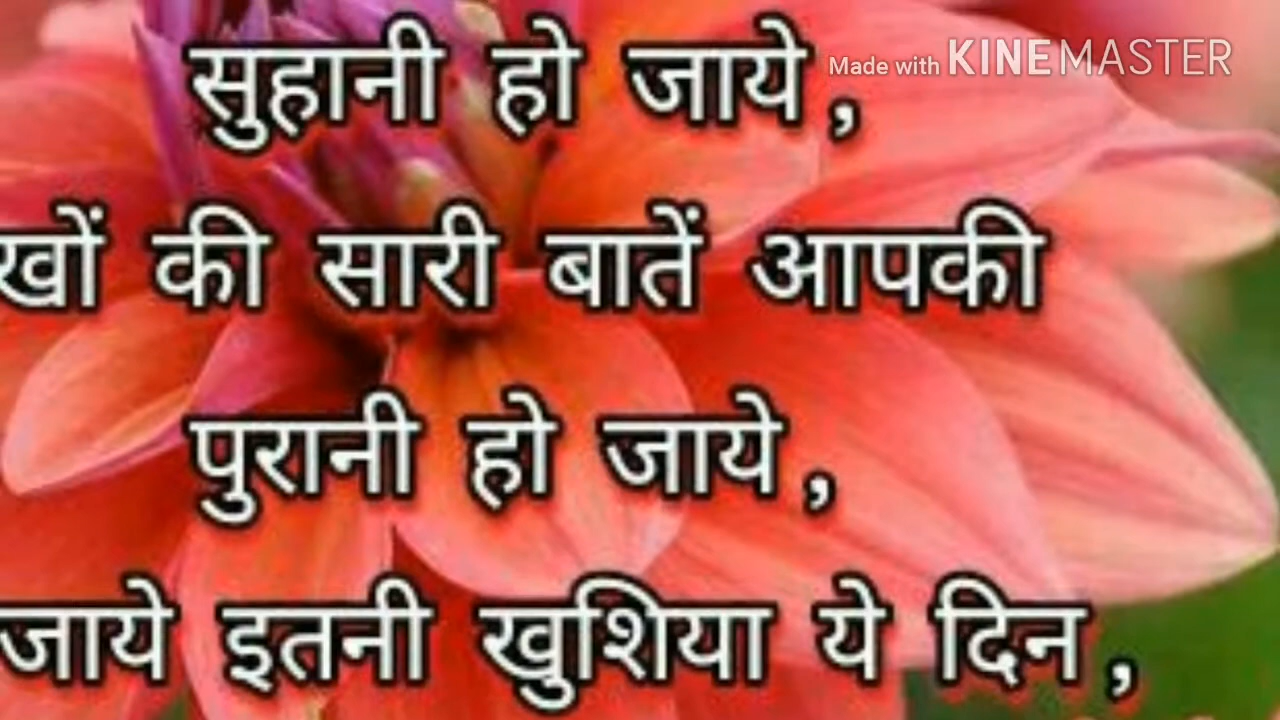 सुहानी हो जाये , Made with KINEMASTER
खों की सारी बातें आपकी
पुरानी हो जाये ,
जाये इतनी खुशिया ये दिन ,